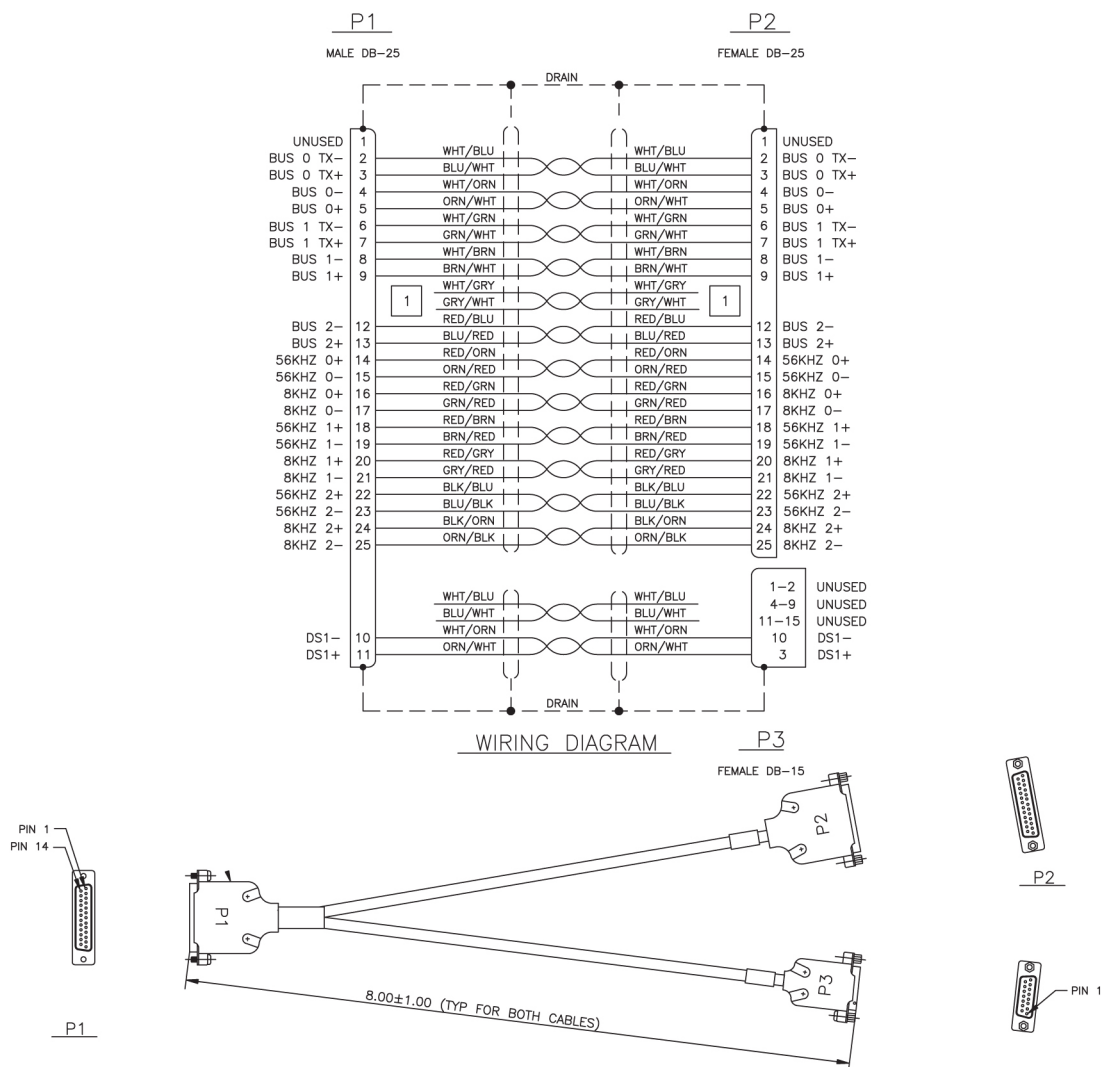 P1 P2
MALE DB-25 FEMALE DB-25
DRAIN
UNUSED 1 1 UNUSED
BUS 0 TX- 2 WHT/BLU WHT/BLU 2 BUS 0 TX-
BUS 0 TX+ 3 BLU/WHT BLU/WHT 3 BUS 0 TX+
BUS 0- 4 WHT/ORN WHT/ORN 4 BUS 0-
BUS 0+ 5 ORN/WHT ORN/WHT 5 BUS 0+
BUS 1 TX- 6 WHT/GRN WHT/GRN 6 BUS 1 TX-
BUS 1 TX+ 7 GRN/WHT GRN/WHT 7 BUS 1 TX+
BUS 1- 8 WHT/BRN WHT/BRN 8 BUS 1-
BUS 1+ 9 BRN/WHT BRN/WHT 9 BUS 1+
WHT/GRY WHT/GRY
1 GRY/WHT GRY/WHT 1
BUS 2- 12 RED/BLU RED/BLU 12 BUS 2-
BUS 2+ 13 BLU/RED BLU/RED 13 BUS 2+
56KHZ 0+ 14 RED/ORN RED/ORN 14 56KHZ 0+
56KHZ 0- 15 ORN/RED ORN/RED 15 56KHZ 0-
8KHZ 0+ 16 RED/GRN RED/GRN 16 8KHZ 0+
8KHZ 0- 17 GRN/RED GRN/RED 17 8KHZ 0-
56KHZ 1+ 18 RED/BRN RED/BRN 18 56KHZ 1+
56KHZ 1- 19 BRN/RED BRN/RED 19 56KHZ 1-
8KHZ 1+ 20 RED/GRY RED/GRY 20 8KHZ 1+
8KHZ 1- 21 GRY/RED GRY/RED 21 8KHZ 1-
56KHZ 2+ 22 BLK/BLU BLK/BLU 22 56KHZ 2+
56KHZ 2- 23 BLU/BLK BLU/BLK 23 56KHZ 2-
8KHZ 2+ 24 BLK/ORN BLK/ORN 24 8KHZ 2+
8KHZ 2- 25 ORN/BLK ORN/BLK 25 8KHZ 2-
1-2 UNUSED
WHT/BLU WHT/BLU 4-9 UNUSED
BLU/WHT BLU/WHT 11-15 UNUSED
DS1- 10 WHT/ORN WHT/ORN 10 DS1-
DS1+ 11 ORN/WHT ORN/WHT 3 DS1+
DRAIN
WIRING DIAGRAM P3
FEMALE DB-15
PIN 1
PIN 14
P2
P2
P1
P3
PIN 1
8.00±1.00 (TYP FOR BOTH CABLES)
P1